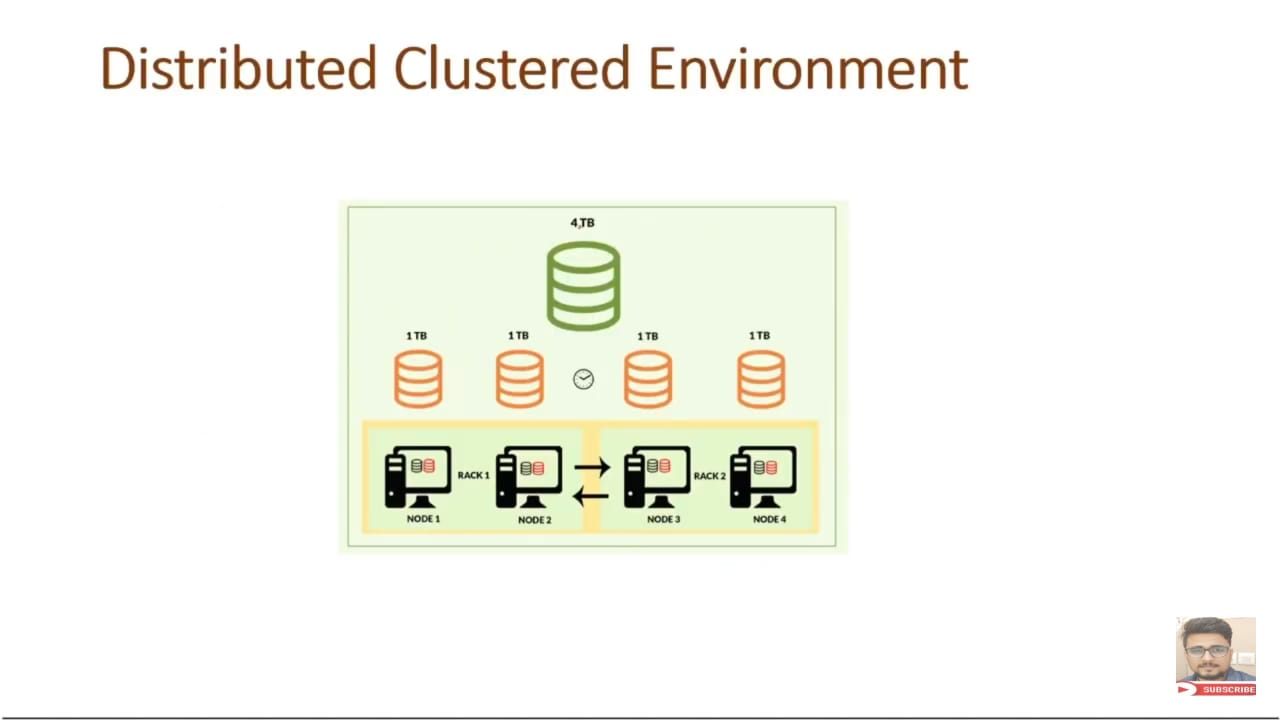 Distributed Clustered Environment
4 TB
1 TB
1 TB
1 TB
1 TB
RACK 1
RACK 2
NODE 1
NODE 2
NODE 3
NODE 4
SUBSCRIBE